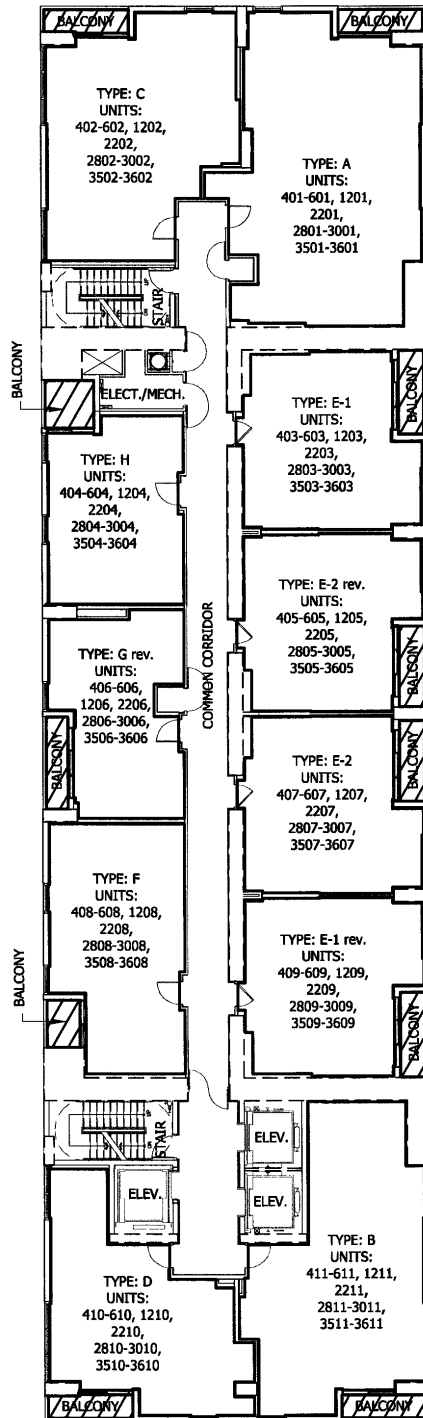 BALCONY
BALCONY
TYPE: C
UNITS:
402-602, 1202,
2202,
2802-3002,
3502-3602
TYPE: A
UNITS:
401-601, 1201,
2201,
2801-3001,
3501-3601
STAIR
BALCONY
ELECT./MECH.
BALCONY
TYPE: E-1
UNITS:
403-603, 1203,
2203,
2803-3003,
3503-3603
TYPE: H
UNITS:
404-604, 1204,
2204,
2804-3004,
3504-3604
TYPE: E-2 rev.
UNITS:
405-605, 1205,
2205,
2805-3005,
3505-3605
BALCONY
COMMON CORRIDOR
TYPE: G rev.
UNITS:
406-606,
1206, 2206,
2806-3006,
3506-3606
BALCONY
TYPE: E-2
UNITS:
407-607, 1207,
2207,
2807-3007,
3507-3607
BALCONY
TYPE: F
UNITS:
408-608, 1208,
2208,
2808-3008,
3508-3608
BALCONY
TYPE: E-1 rev.
UNITS:
409-609, 1209,
2209,
2809-3009,
3509-3609
BALCONY
STAIR
ELEV.
ELEV.
ELEV.
TYPE: D
UNITS:
410-610, 1210,
2210,
2810-3010,
3510-3610
TYPE: B
UNITS:
411-611, 1211,
2211,
2811-3011,
3511-3611
BALCONY
BALCONY